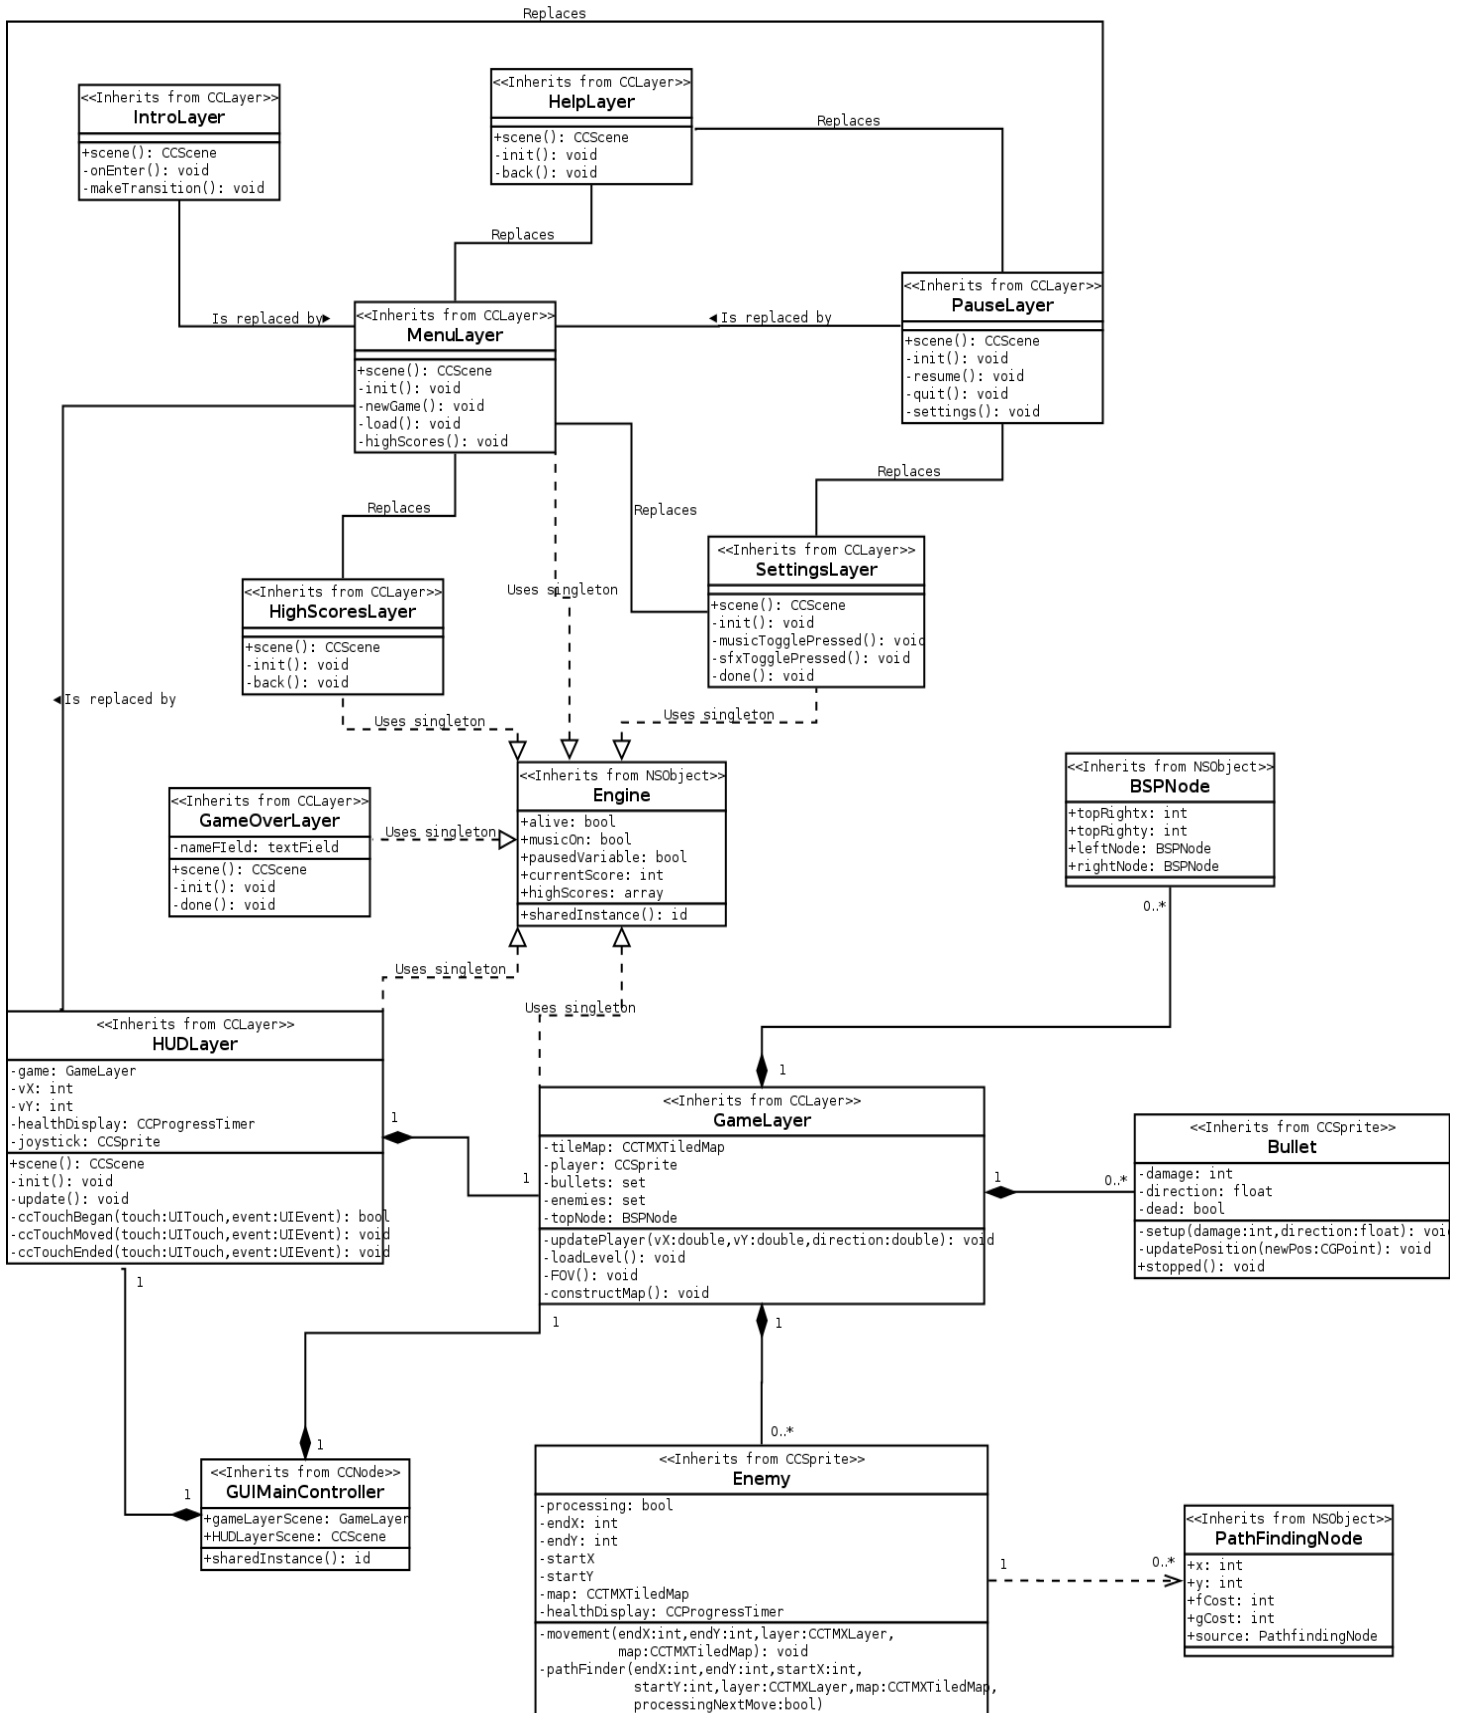 Replaces
<<Inherits from CCLayer>>
IntroLayer
+scene(): CCScene
-onEnter(): void
-makeTransition(): void
<<Inherits from CCLayer>>
HelpLayer
+scene(): CCScene
-init(): void
-back(): void
Replaces
Replaces
Is replaced by▶
<<Inherits from CCLayer>>
MenuLayer
+scene(): CCScene
-init(): void
-newGame(): void
-load(): void
-highScores(): void
◀Is replaced by
<<Inherits from CCLayer>>
PauseLayer
+scene(): CCScene
-init(): void
-resume(): void
-quit(): void
-settings(): void
Replaces
Replaces
Replaces
<<Inherits from CCLayer>>
HighScoresLayer
+scene(): CCScene
-init(): void
-back(): void
Uses singleton
<<Inherits from CCLayer>>
SettingsLayer
+scene(): CCScene
-init(): void
-musicTogglePressed(): void
-sfxTogglePressed(): void
-done(): void
◀Is replaced by
Uses singleton
Uses singleton
<<Inherits from CCLayer>>
GameOverLayer
-nameFIeld: textField
+scene(): CCScene
-init(): void
-done(): void
Uses singleton
<<Inherits from NSObject>>
Engine
+alive: bool
+musicOn: bool
+pausedVariable: bool
+currentScore: int
+highScores: array
+sharedInstance(): id
<<Inherits from NSObject>>
BSPNode
+topRightx: int
+topRighty: int
+leftNode: BSPNode
+rightNode: BSPNode
0..*
Uses singleton
Uses singleton
<<Inherits from CCLayer>>
HUDLayer
-game: GameLayer
-vX: int
-vY: int
-healthDisplay: CCProgressTimer
-joystick: CCSprite
+scene(): CCScene
-init(): void
-update(): void
-ccTouchBegan(touch:UITouch,event:UIEvent): bool
-ccTouchMoved(touch:UITouch,event:UIEvent): void
-ccTouchEnded(touch:UITouch,event:UIEvent): void
1
1
1
<<Inherits from CCLayer>>
GameLayer
-tileMap: CCTMXTiledMap
-player: CCSprite
-bullets: set
-enemies: set
-topNode: BSPNode
-updatePlayer(vX:double,vY:double,direction:double): void
-loadLevel(): void
-FOV(): void
-constructMap(): void
1
0..*
<<Inherits from CCSprite>>
Bullet
-damage: int
-direction: float
-dead: bool
-setup(damage:int,direction:float): void
-updatePosition(newPos:CGPoint): void
+stopped(): void
1
1
1
0..*
1
1
<<Inherits from CCNode>>
GUIMainController
+gameLayerScene: GameLayer
+HUDLayerScene: CCScene
+sharedInstance(): id
<<Inherits from CCSprite>>
Enemy
-processing: bool
-endX: int
-endY: int
-startX
-startY
-map: CCTMXTiledMap
-healthDisplay: CCProgressTimer
-movement(endX:int,endY:int,layer:CCTMXLayer,
map:CCTMXTiledMap): void
-pathFinder(endX:int,endY:int,startX:int,
startY:int,layer:CCTMXLayer,map:CCTMXTiledMap,
processingNextMove:bool)
1
0..*
<<Inherits from NSObject>>
PathFindingNode
+x: int
+y: int
+fCost: int
+gCost: int
+source: PathfindingNode